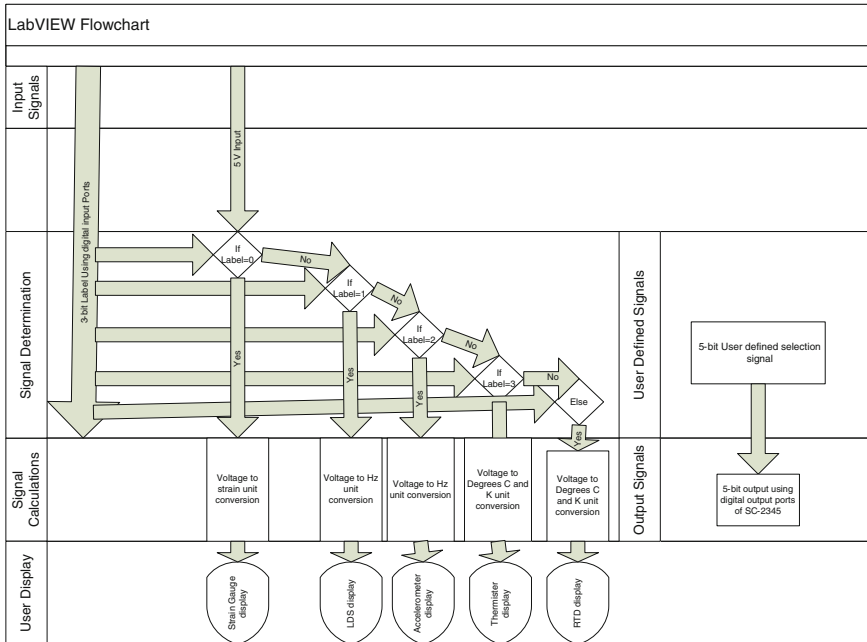 LabVIEW Flowchart
Input
Signals
5 V Input
3-bit Label Using digital input Ports
Signal Determination
If
Label=0
No
If
Label=1
No
If
Label=2
No
If
Label=3
No
Else
Yes
Yes
Yes
Yes
User Defined Signals
5-bit User defined selection
signal
Signal
Calculations
Voltage to
strain unit
conversion
Voltage to Hz
unit
conversion
Voltage to Hz
unit conversion
Voltage to
Degrees C and
K unit
conversion
Voltage to
Degrees C
and K unit
conversion
Output Signals
5-bit output using
digital output ports
of SC-2345
User Display
Strain Gauge
display
LDS display
Accelerometer
display
Thermister
display
RTD display